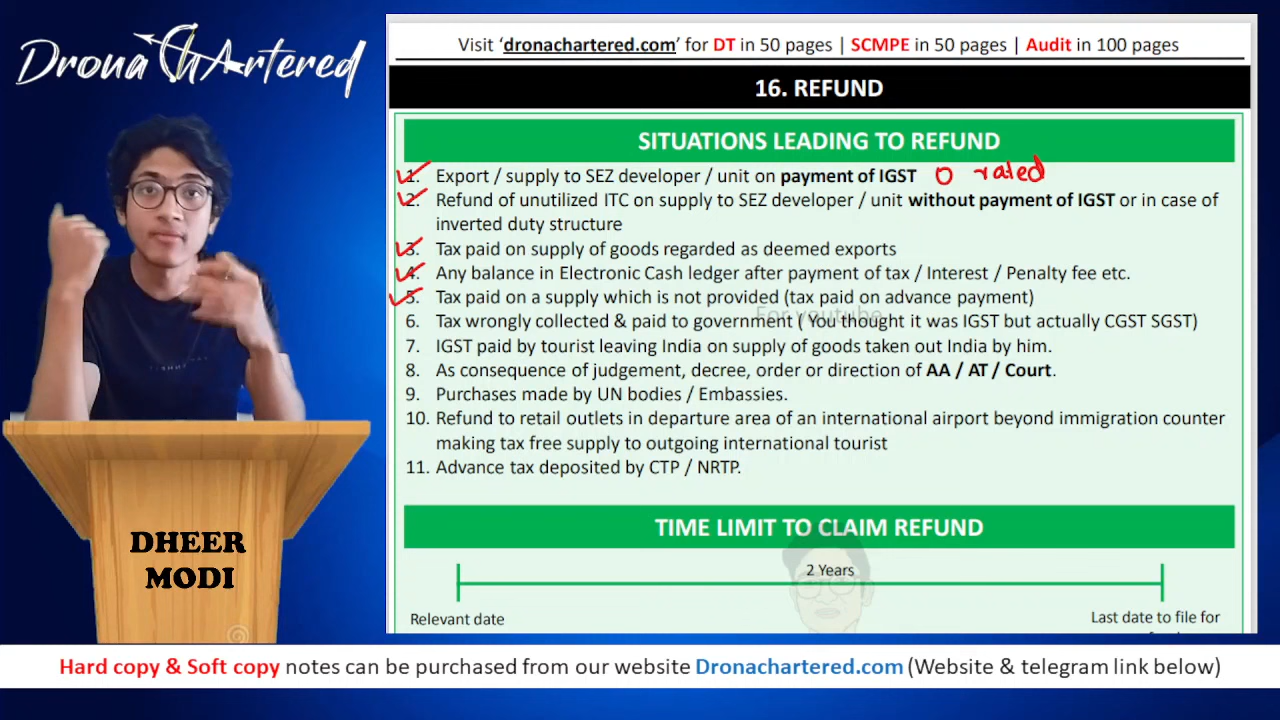 Drona CHArtered
Visit ‘dronachartered.com’ for DT in 50 pages | SCMPE in 50 pages | Audit in 100 pages
16. REFUND
SITUATIONS LEADING TO REFUND
1. Export / supply to SEZ developer / unit on payment of IGST 0 rated
2. Refund of unutilized ITC on supply to SEZ developer / unit without payment of IGST or in case of
inverted duty structure
3. Tax paid on supply of goods regarded as deemed exports
4. Any balance in Electronic Cash ledger after payment of tax / Interest / Penalty fee etc.
5. Tax paid on a supply which is not provided (tax paid on advance payment)
For youtube
6. Tax wrongly collected & paid to government ( You thought it was IGST but actually CGST SGST)
7. IGST paid by tourist leaving India on supply of goods taken out India by him.
8. As consequence of judgement, decree, order or direction of AA / AT / Court.
9. Purchases made by UN bodies / Embassies.
10. Refund to retail outlets in departure area of an international airport beyond immigration counter
making tax free supply to outgoing international tourist
11. Advance tax deposited by CTP / NRTP.
TIME LIMIT TO CLAIM REFUND
2 Years
Relevant date
Last date to file for
DHEER
MODI
Hard copy & Soft copy notes can be purchased from our website Dronachartered.com (Website & telegram link below)